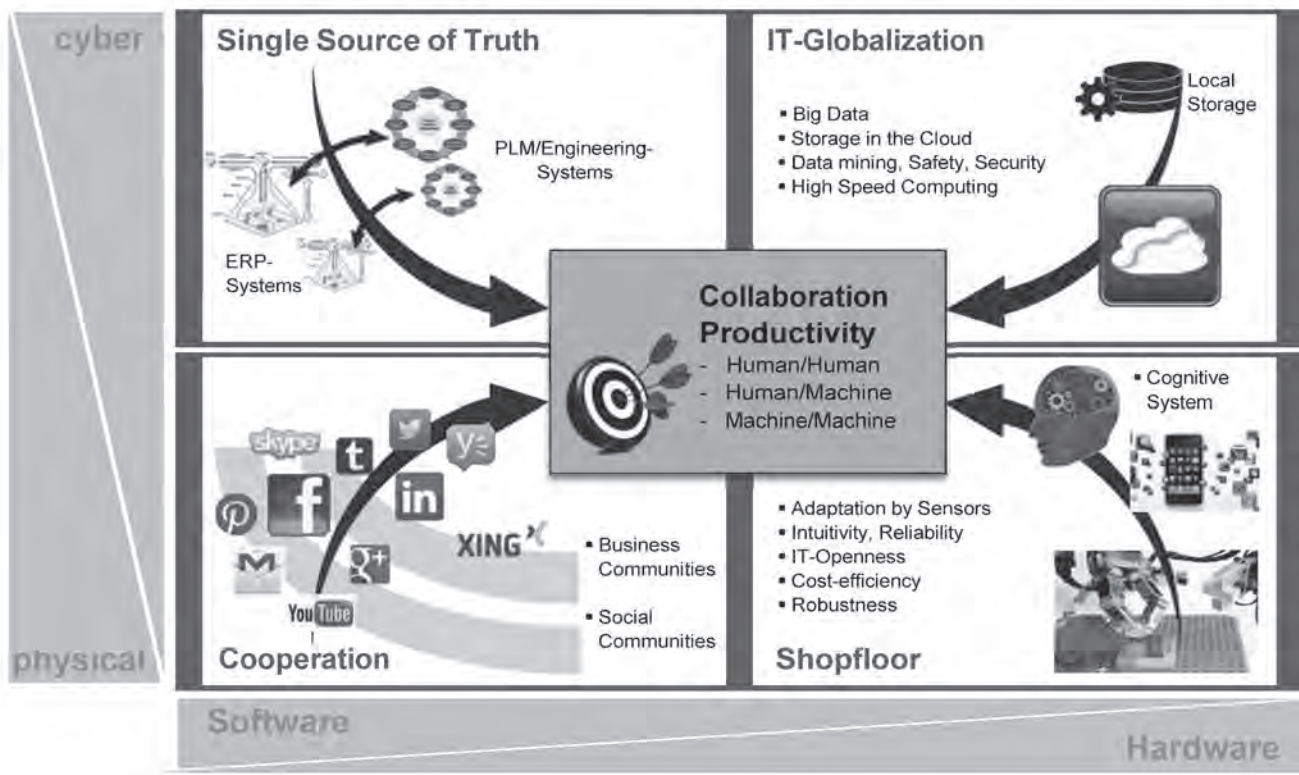 cyber
physical
Single Source of Truth
PLM/Engineering-
Systems
ERP-
Systems
IT-Globalization
▪ Big Data
▪ Storage in the Cloud
▪ Data mining, Safety, Security
▪ High Speed Computing
Local
Storage
Collaboration
Productivity
- Human/Human
- Human/Machine
- Machine/Machine
skype
t
f
in
XING
g+
M
YouTube
▪ Business
Communities
▪ Social
Communities
Cooperation
▪ Cognitive
System
▪ Adaptation by Sensors
▪ Intuitivity, Reliability
▪ IT-Openness
▪ Cost-efficiency
▪ Robustness
Shopfloor
Software
Hardware